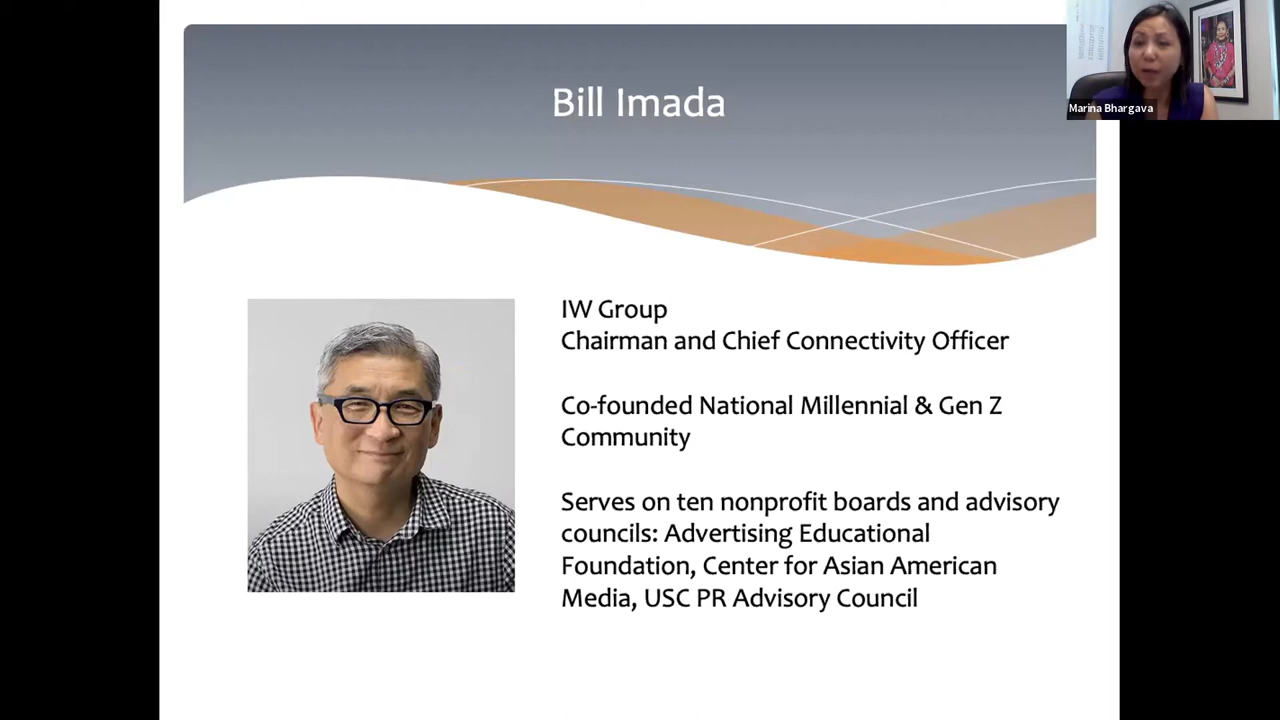 Bill Imada
Marina Bhargava
IW Group
Chairman and Chief Connectivity Officer
Co-founded National Millennial & Gen Z
Community
Serves on ten nonprofit boards and advisory
councils: Advertising Educational
Foundation, Center for Asian American
Media, USC PR Advisory Council